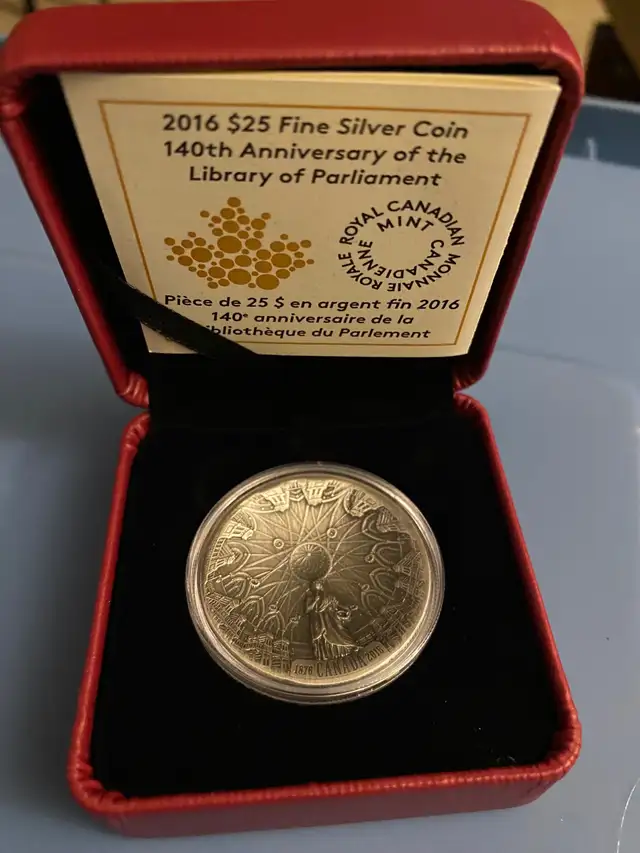 2016 $25 Fine Silver Coin
140th Anniversary of the
Library of Parliament
ROYAL CANADIAN MINT
MONNAIE ROYALE CANADIENNE
Pièce de 25 $ en argent fin 2016
140e anniversaire de la
bliothèque du Parlement
1876 CANADA 2016